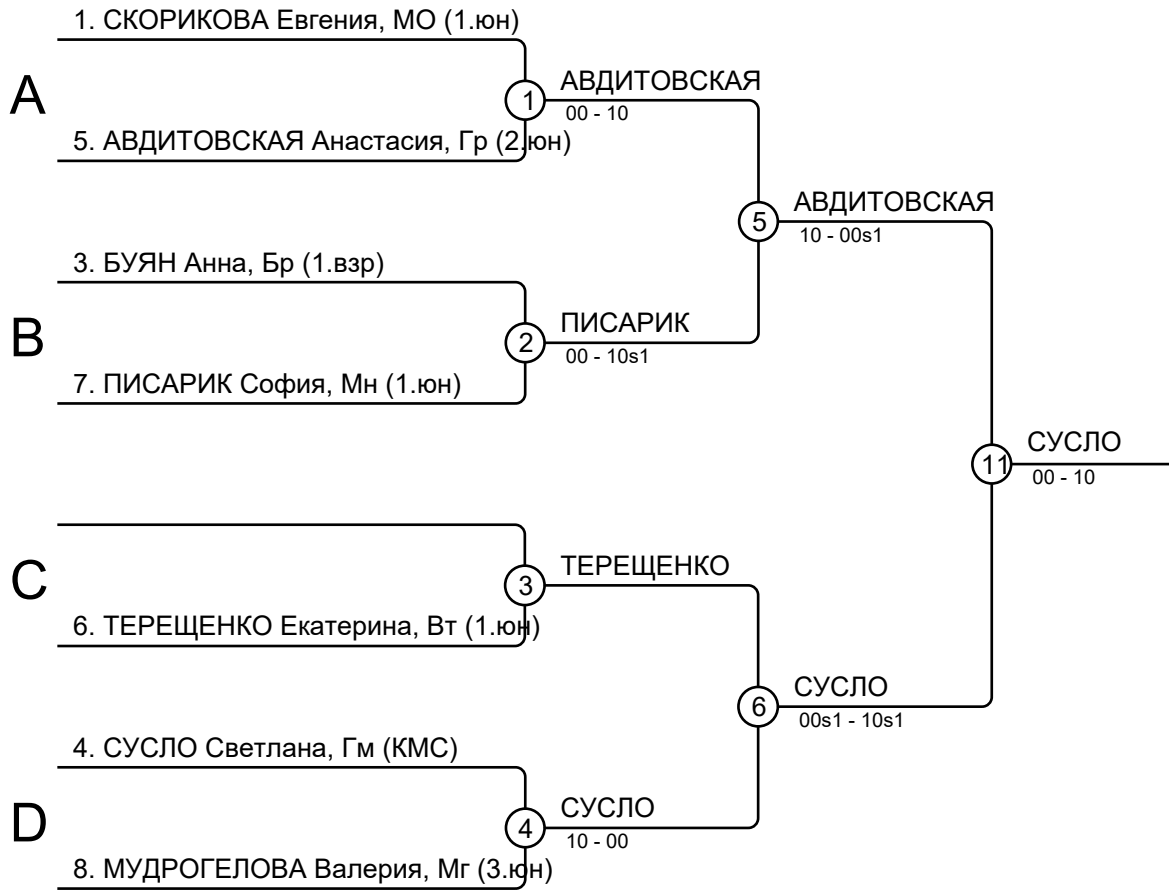 1. СКОРИКОВА Евгения, МО (1.юн)
A
1
АВДИТОВСКАЯ
00 - 10
5. АВДИТОВСКАЯ Анастасия, Гр (2.юн)
5
АВДИТОВСКАЯ
10 - 00s1
3. БУЯН Анна, Бр (1.взр)
B
2
ПИСАРИК
00 - 10s1
7. ПИСАРИК София, Мн (1.юн)
11
СУСЛО
00 - 10
C
3
ТЕРЕЩЕНКО
6. ТЕРЕЩЕНКО Екатерина, Вт (1.юн)
6
СУСЛО
00s1 - 10s1
4. СУСЛО Светлана, Гм (КМС)
D
4
СУСЛО
10 - 00
8. МУДРОГЕЛОВА Валерия, Мг (3.юн)